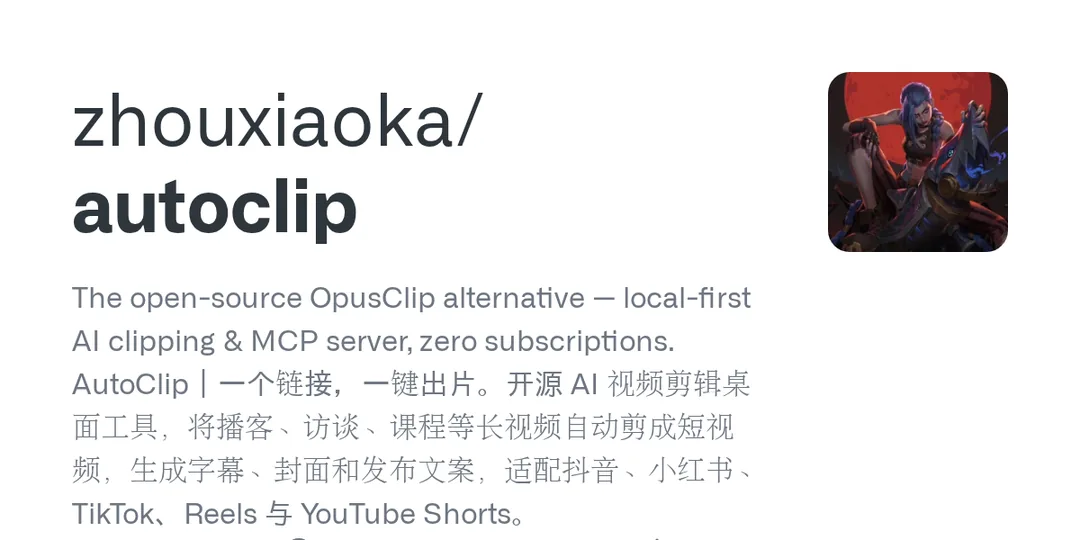 zhouxiaoka/
autoclip
The open-source OpusClip alternative — local-first
AI clipping & MCP server, zero subscriptions.
AutoClip｜一个链接，一键出片。开源 AI 视频剪辑桌
面工具，将播客、访谈、课程等长视频自动剪成短视
频，生成字幕、封面和发布文案，适配抖音、小红书、
TikTok、Reels 与 YouTube Shorts。